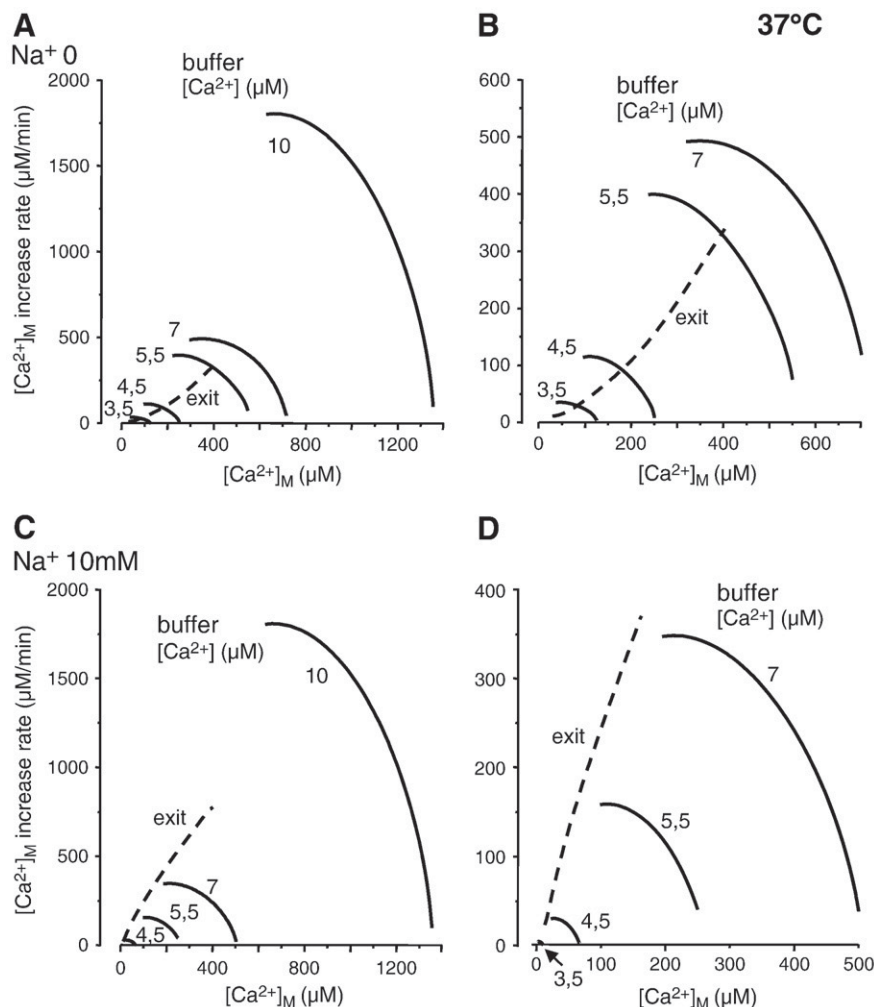 A
Na⁺ 0
buffer
[Ca²⁺] (µM)
[Ca²⁺]M increase rate (µM/min)
2000
1500
1000
500
0
10
7
5,5
4,5
3,5
exit
0 400 800 1200
[Ca²⁺]M (µM)
B
37°C
buffer
[Ca²⁺] (µM)
600
500
400
300
200
100
0
7
5,5
4,5
3,5
exit
0 200 400 600
[Ca²⁺]M (µM)
C
Na⁺ 10mM
buffer
[Ca²⁺] (µM)
[Ca²⁺]M increase rate (µM/min)
2000
1500
1000
500
0
10
exit
7
5,5
4,5
0 400 800 1200
[Ca²⁺]M (µM)
D
buffer
[Ca²⁺] (µM)
400
300
200
100
0
7
exit
5,5
4,5
3,5
0 100 200 300 400 500
[Ca²⁺]M (µM)